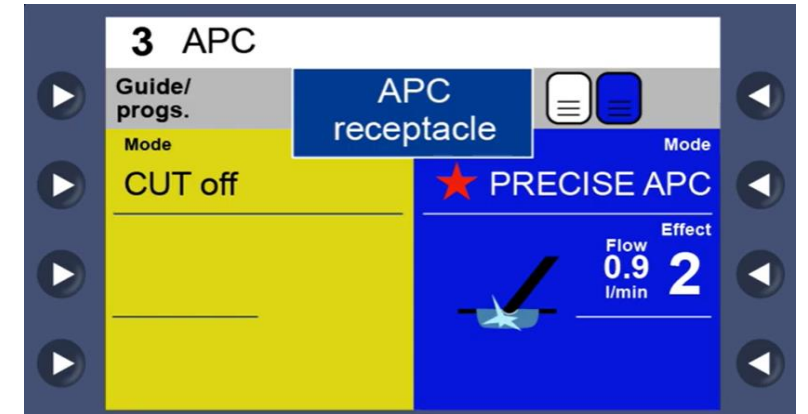 3 APC
Guide/
progs.
APC
receptacle
Mode
CUT off
Mode
PRECISE APC
Effect
2
Flow
0.9
l/min